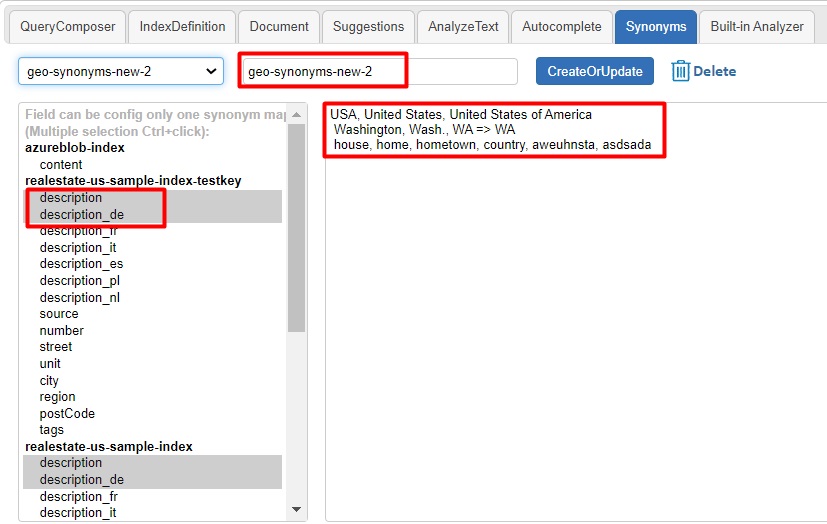 QueryComposer IndexDefinition Document Suggestions AnalyzeText Autocomplete Synonyms Built-in Analyzer
geo-synonyms-new-2 geo-synonyms-new-2 CreateOrUpdate Delete
Field can be config only one synonym map
(Multiple selection Ctrl+click):
azureblob-index
content
realestate-us-sample-index-testkey
description
description_de
description_fr
description_it
description_es
description_pl
description_nl
source
number
street
unit
city
region
postCode
tags
realestate-us-sample-index
description
description_de
description_fr
description_it
USA, United States, United States of America
Washington, Wash., WA => WA
house, home, hometown, country, aweuhnsta, asdsada